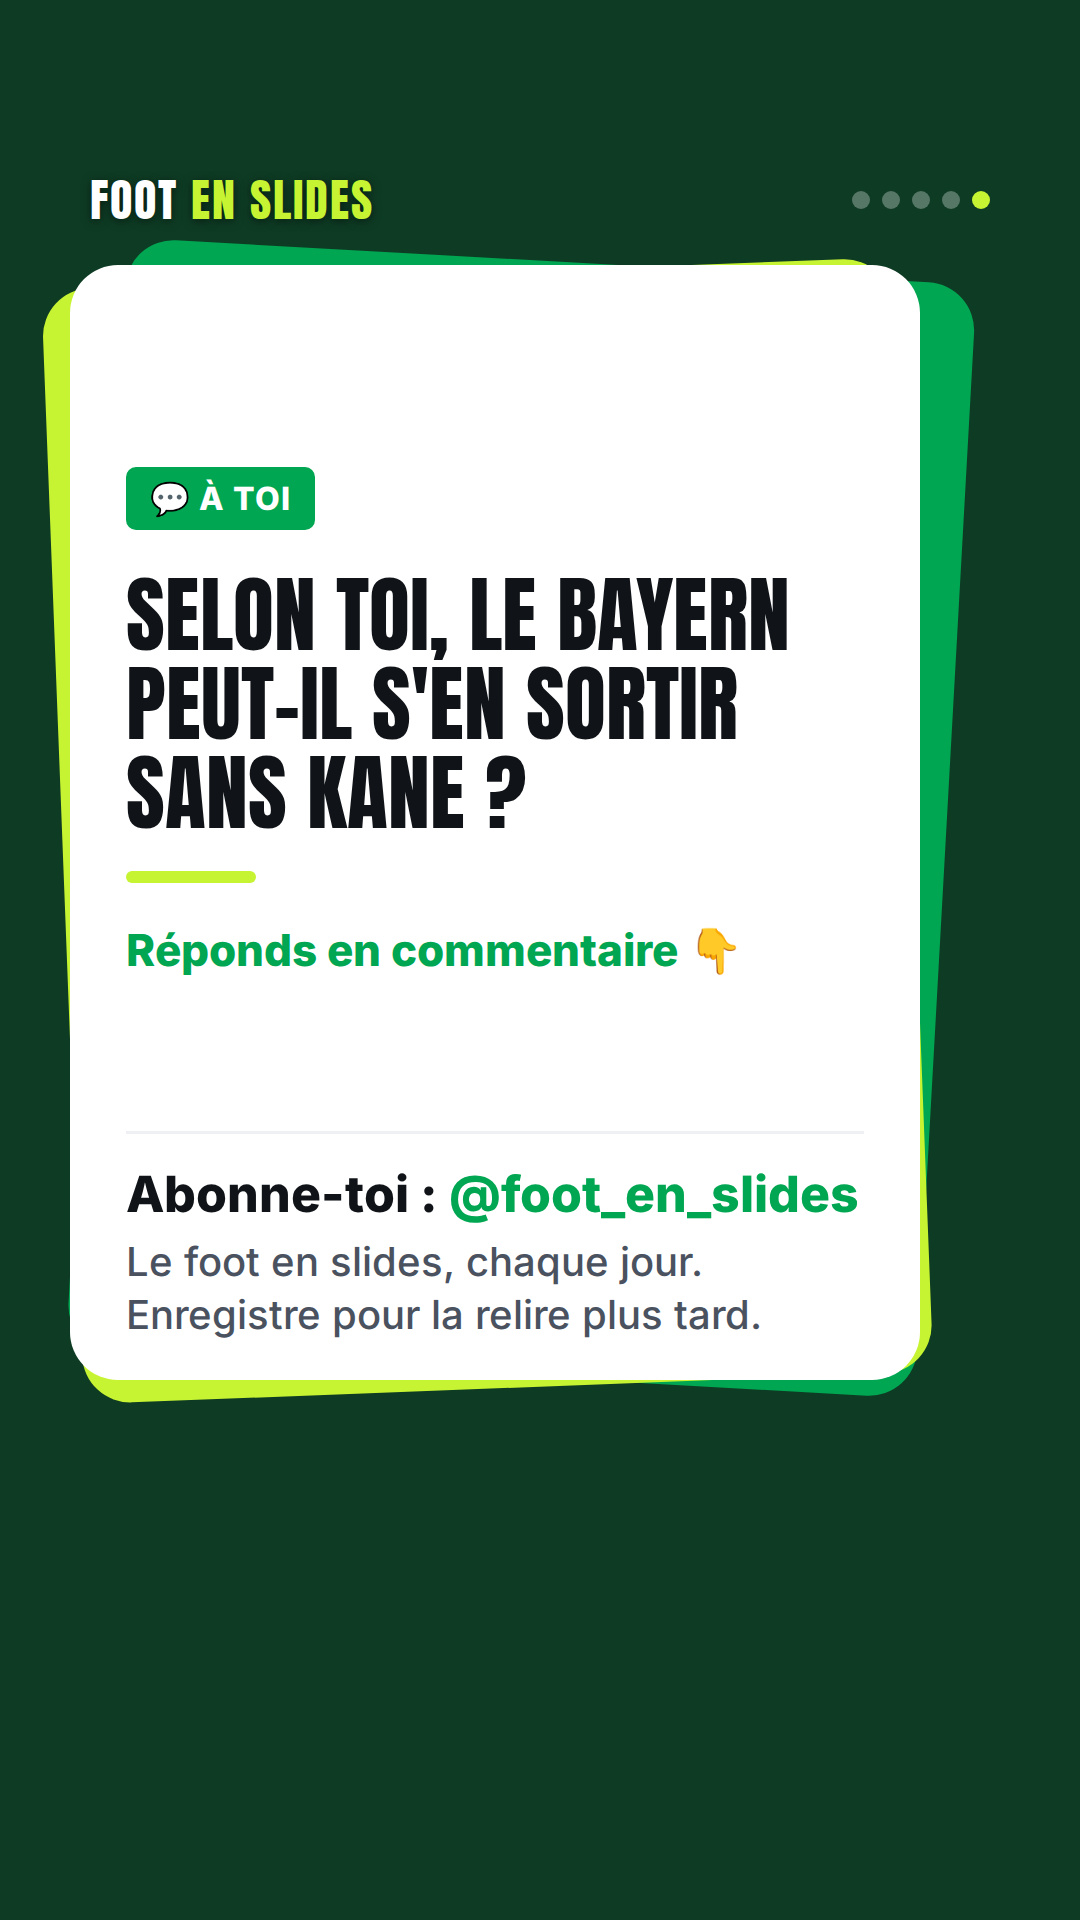 FOOT EN SLIDES
💬 À TOI
SELON TOI, LE BAYERN
PEUT-IL S'EN SORTIR
SANS KANE ?
Réponds en commentaire 👇
Abonne-toi : @foot_en_slides
Le foot en slides, chaque jour.
Enregistre pour la relire plus tard.